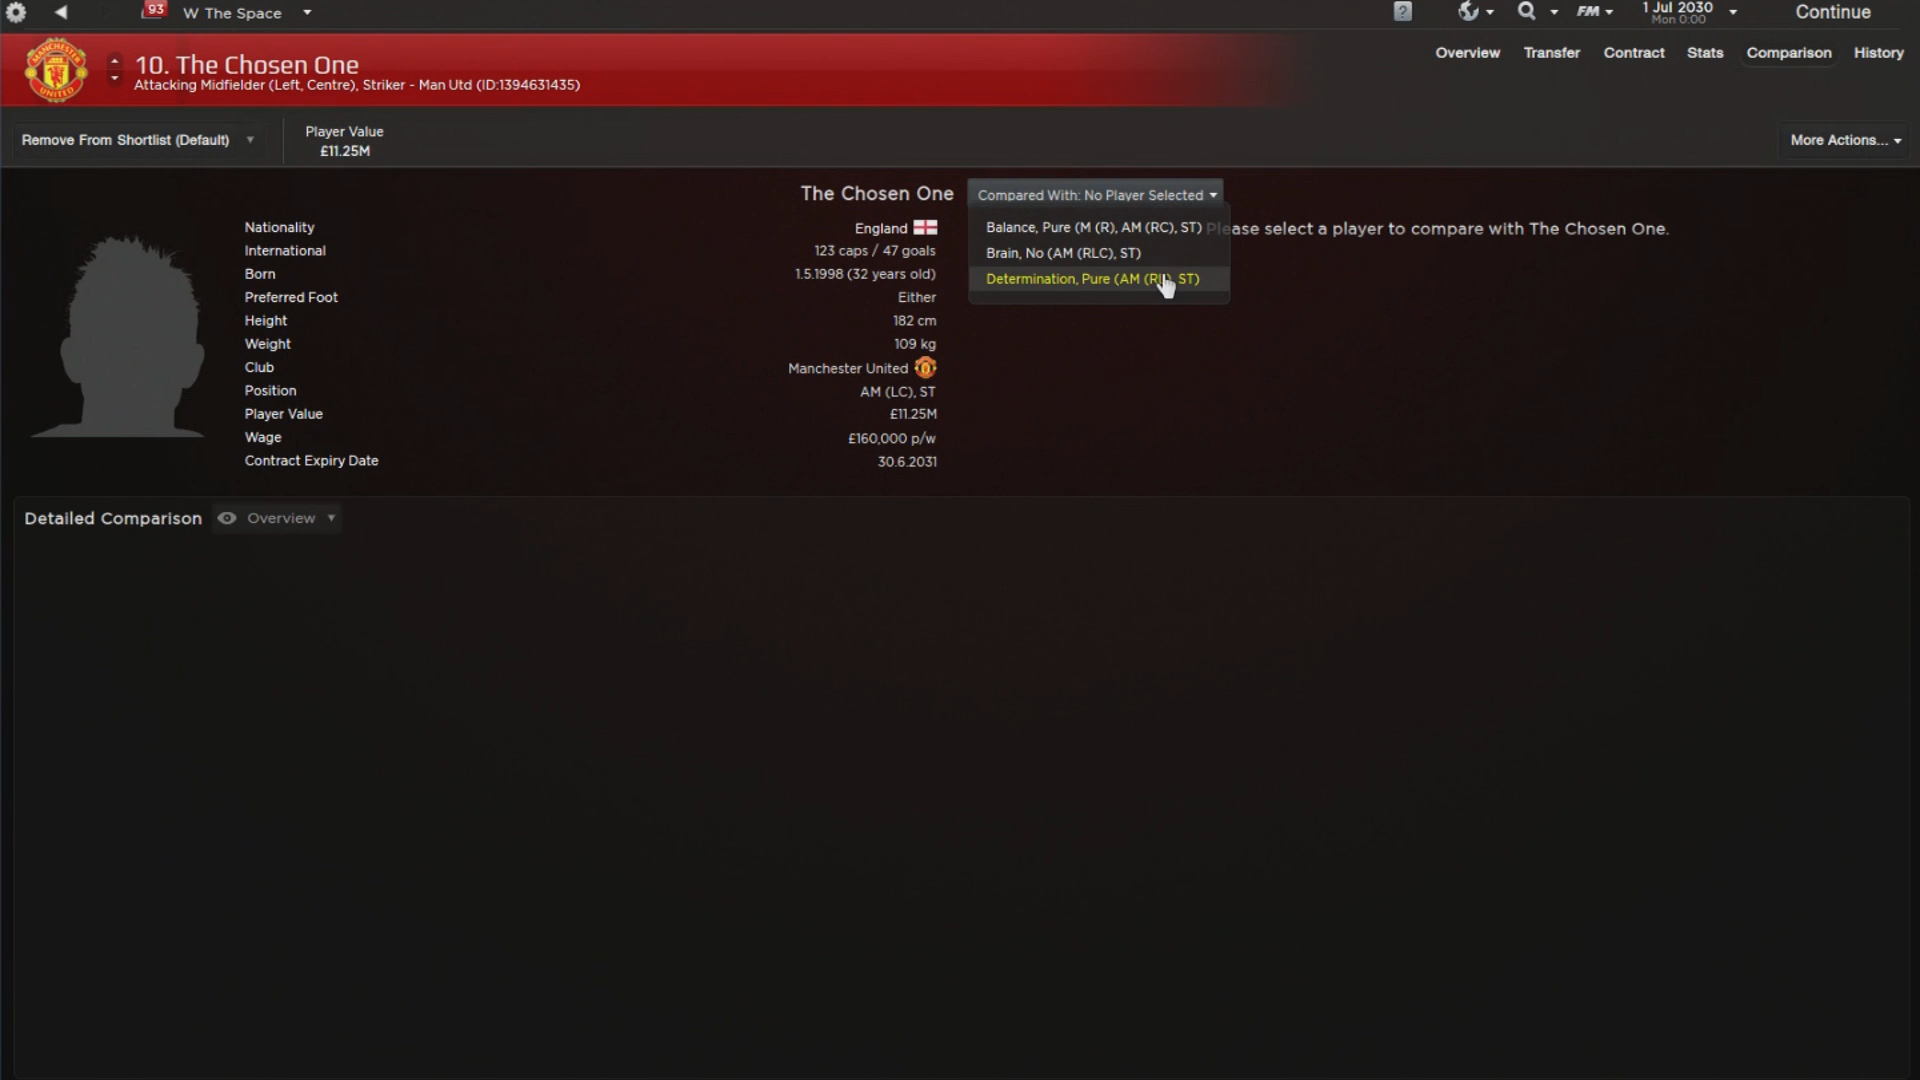 93 W The Space
FM
1 Jul 2030
Mon 0:00
Continue
10. The Chosen One
Attacking Midfielder (Left, Centre), Striker - Man Utd (ID:1394631435)
Overview Transfer Contract Stats Comparison History
MANCHESTER
UNITED
Remove From Shortlist (Default)
Player Value
£11.25M
More Actions...
The Chosen One
Compared With: No Player Selected
Balance, Pure (M (R), AM (RC), ST)
Brain, No (AM (RLC), ST)
Determination, Pure (AM ST)
select a player to compare with The Chosen One.
Nationality England
International 123 caps / 47 goals
Born 1.5.1998 (32 years old)
Preferred Foot Either
Height 182 cm
Weight 109 kg
Club Manchester United
Position AM (LC), ST
Player Value £11.25M
Wage £160,000 p/w
Contract Expiry Date 30.6.2031
Detailed Comparison Overview